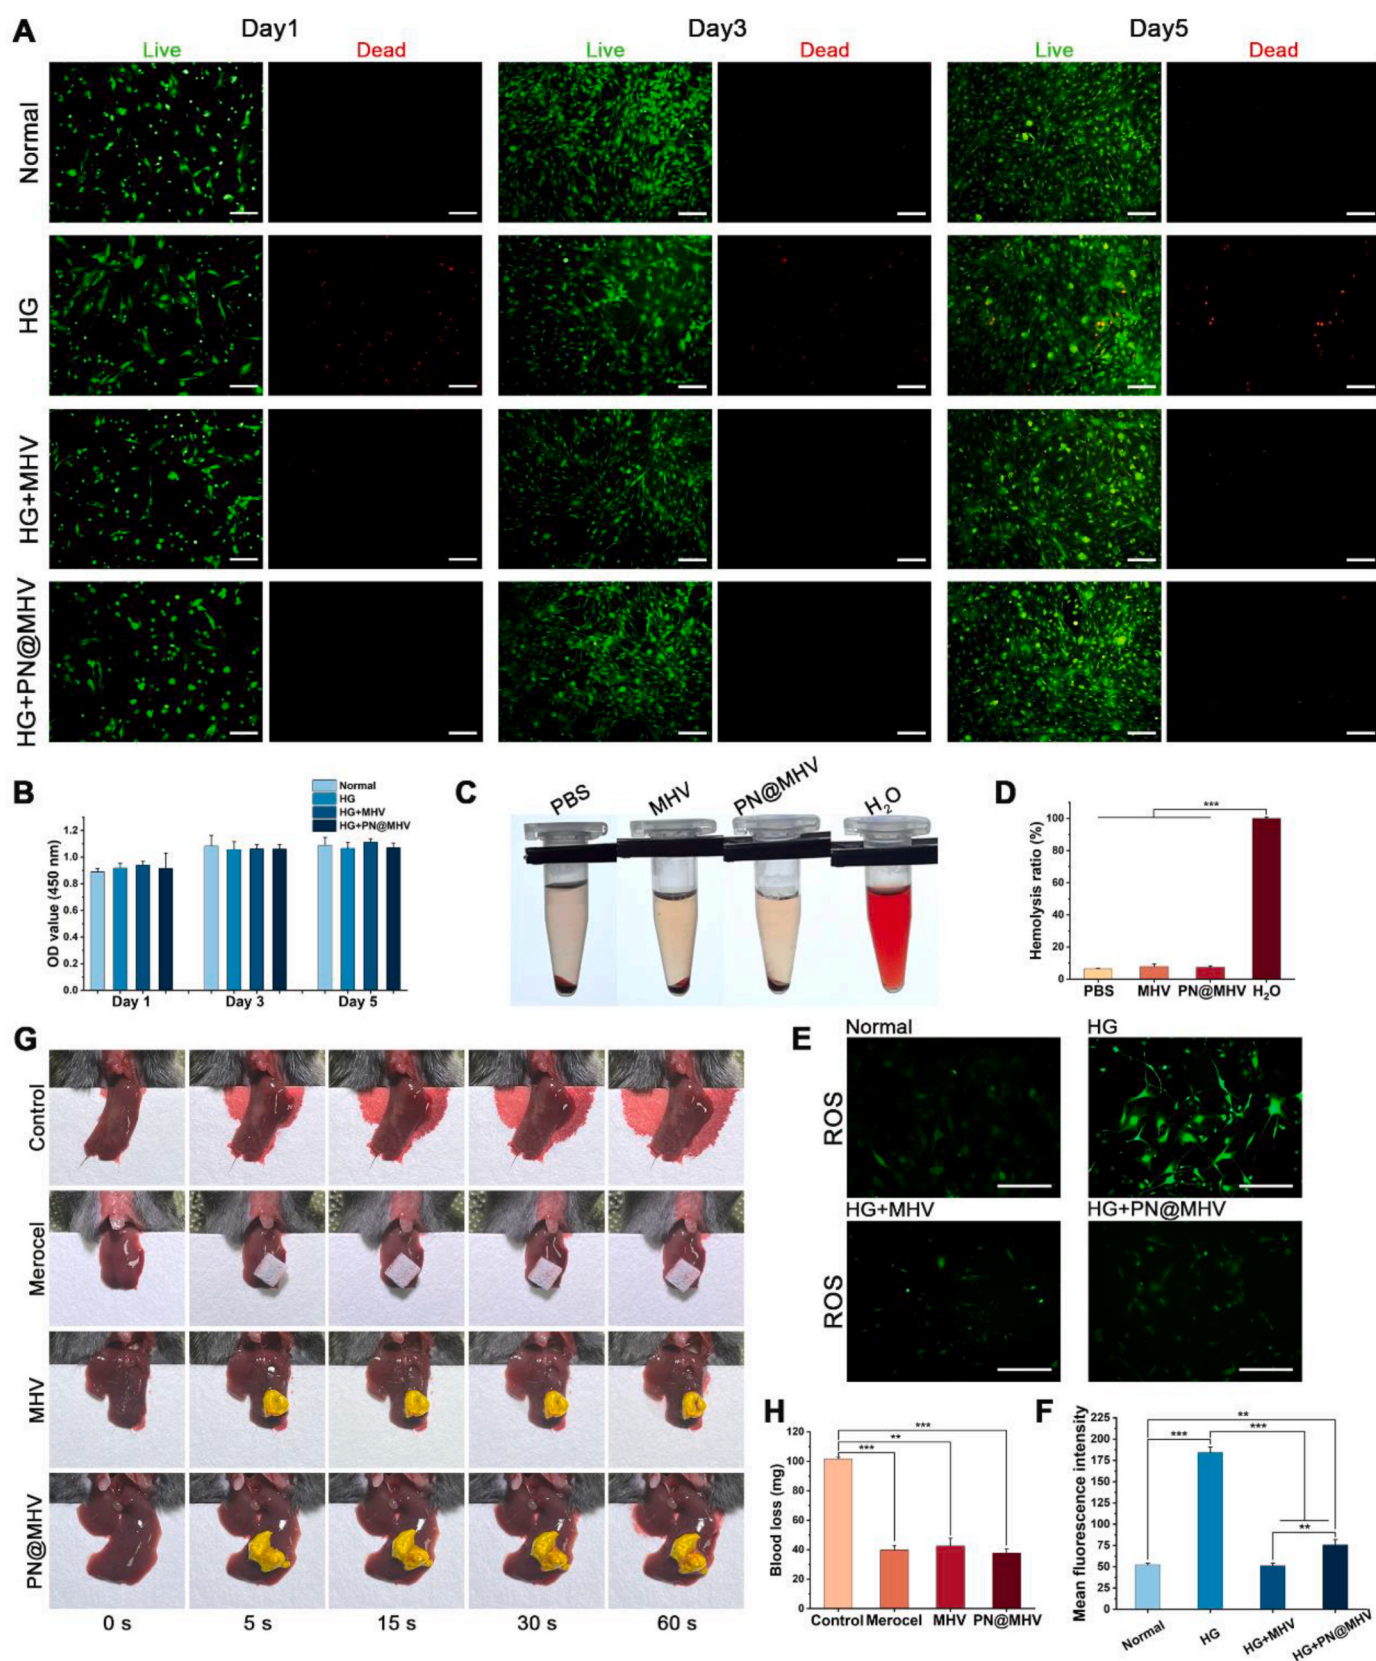 A
Day1 Day3 Day5
Live Dead Live Dead Live Dead
Normal
HG
HG+MHV
HG+PN@MHV
B
Normal
HG
HG+MHV
HG+PN@MHV
OD value (450 nm)
1.2
1.0
0.8
0.6
0.4
0.2
0.0
Day 1 Day 3 Day 5
C
PBS MHV PN@MHV H2O
D
***
Hemolysis ratio (%)
100
80
60
40
20
10
0
PBS MHV PN@MHV H2O
G
Control
Merocel
MHV
PN@MHV
0 s 5 s 15 s 30 s 60 s
E
Normal HG
ROS
HG+MHV HG+PN@MHV
ROS
H
***
**
***
Blood loss (mg)
120
100
80
60
40
20
0
Control Merocel MHV PN@MHV
F
**
***
***
**
Mean fluorescence intensity
225
200
175
150
125
100
75
50
25
0
Normal HG HG+MHV HG+PN@MHV